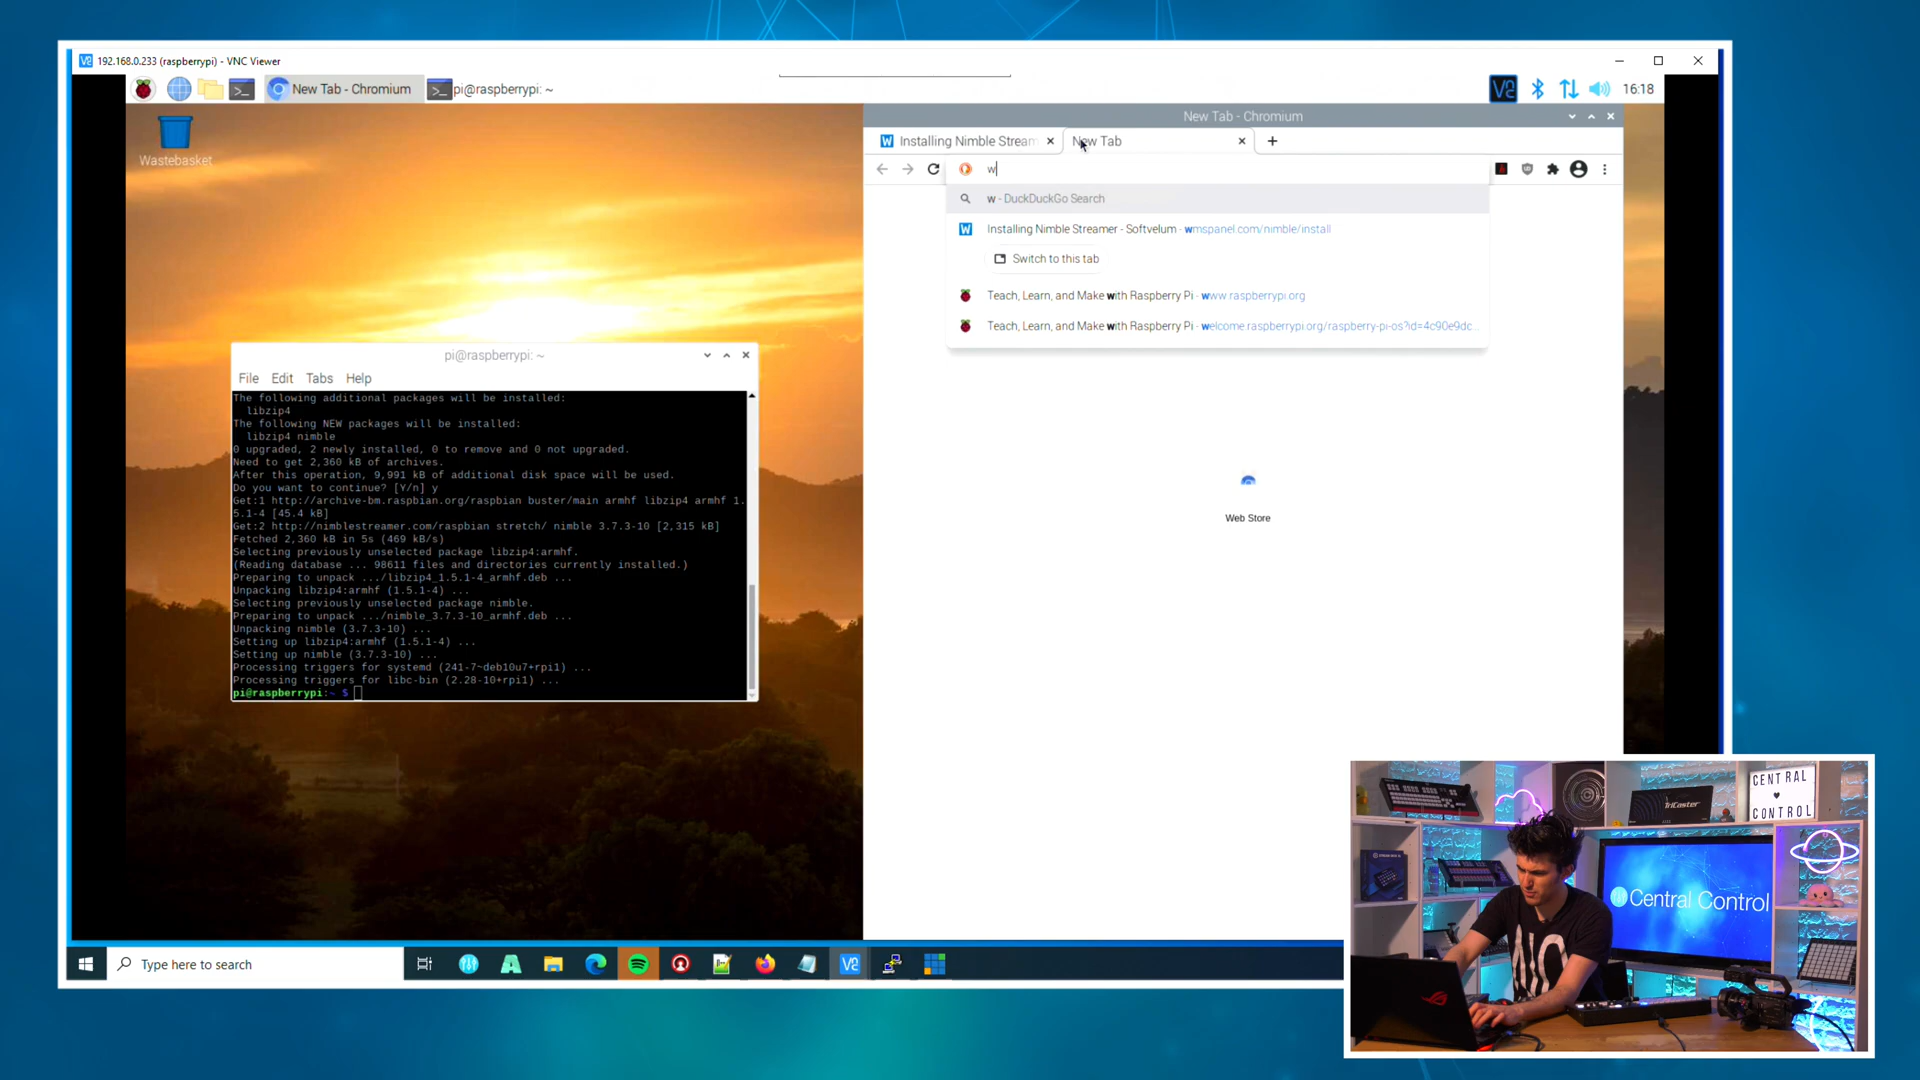 192.168.0.233 (raspberrypi) - VNC Viewer
New Tab - Chromium
pi@raspberrypi: ~
16:18
Wastebasket
New Tab - Chromium
Installing Nimble Stream
New Tab
w
w - DuckDuckGo Search
Installing Nimble Streamer - Softvelum - wmspanel.com/nimble/install
Switch to this tab
Teach, Learn, and Make with Raspberry Pi - www.raspberrypi.org
Teach, Learn, and Make with Raspberry Pi - welcome.raspberrypi.org/raspberry-pi-os?id=4c90e9dc...
Web Store
pi@raspberrypi: ~
File Edit Tabs Help
The following additional packages will be installed:
libzip4
The following NEW packages will be installed:
libzip4 nimble
0 upgraded, 2 newly installed, 0 to remove and 0 not upgraded.
Need to get 2,360 kB of archives.
After this operation, 9,991 kB of additional disk space will be used.
Do you want to continue? [Y/n] y
Get:1 http://archive-bm.raspbian.org/raspbian buster/main armhf libzip4 armhf 1.
5.1-4 [45.4 kB]
Get:2 http://nimblestreamer.com/raspbian stretch/ nimble 3.7.3-10 [2,315 kB]
Fetched 2,360 kB in 5s (469 kB/s)
Selecting previously unselected package libzip4:armhf.
(Reading database ... 98611 files and directories currently installed.)
Preparing to unpack .../libzip4_1.5.1-4_armhf.deb ...
Unpacking libzip4:armhf (1.5.1-4) ...
Selecting previously unselected package nimble.
Preparing to unpack .../nimble_3.7.3-10_armhf.deb ...
Unpacking nimble (3.7.3-10) ...
Setting up libzip4:armhf (1.5.1-4) ...
Setting up nimble (3.7.3-10) ...
Processing triggers for systemd (241-7~deb10u7+rpi1) ...
Processing triggers for libc-bin (2.28-10+rpi1) ...
pi@raspberrypi:~ $
Type here to search
CENTRAL
CONTROL
TriCaster
Central Control